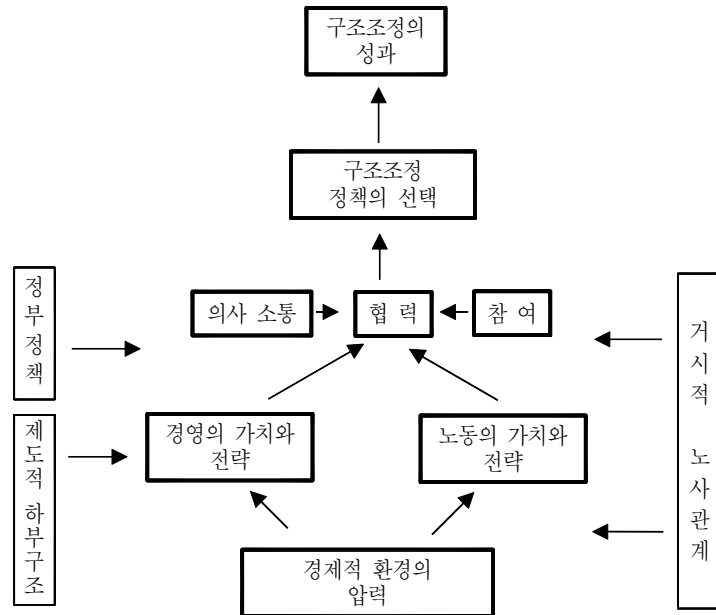 구조조정의
성과
구조조정
정책의 선택
정부정책
의사 소통
협 력
참 여
거시적 노사관계
제도적 하부구조
경영의 가치와
전략
노동의 가치와
전략
경제적 환경의
압력